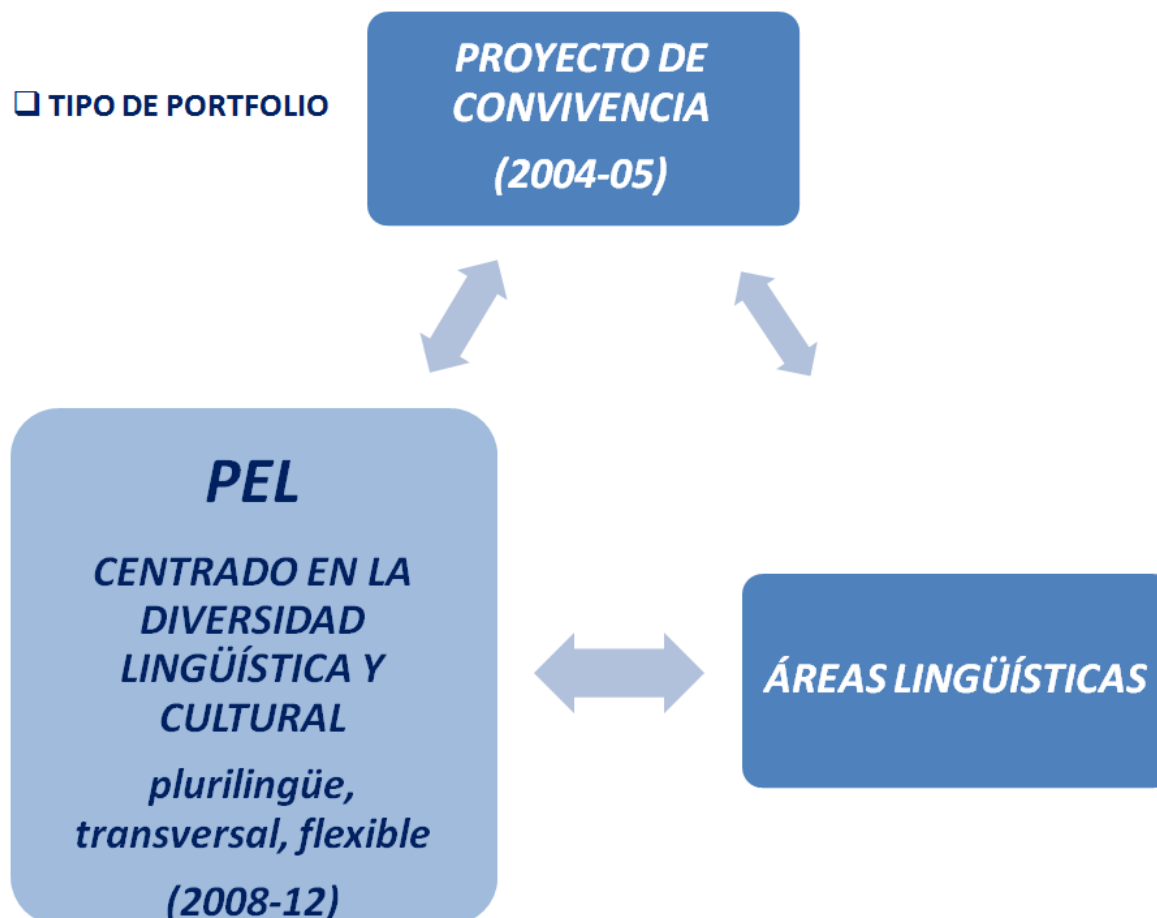 TIPO DE PORTFOLIO
PROYECTO DE
CONVIVENCIA
(2004-05)
PEL
CENTRADO EN LA
DIVERSIDAD
LINGÜÍSTICA Y
CULTURAL
plurilingüe,
transversal, flexible
(2008-12)
ÁREAS LINGÜÍSTICAS